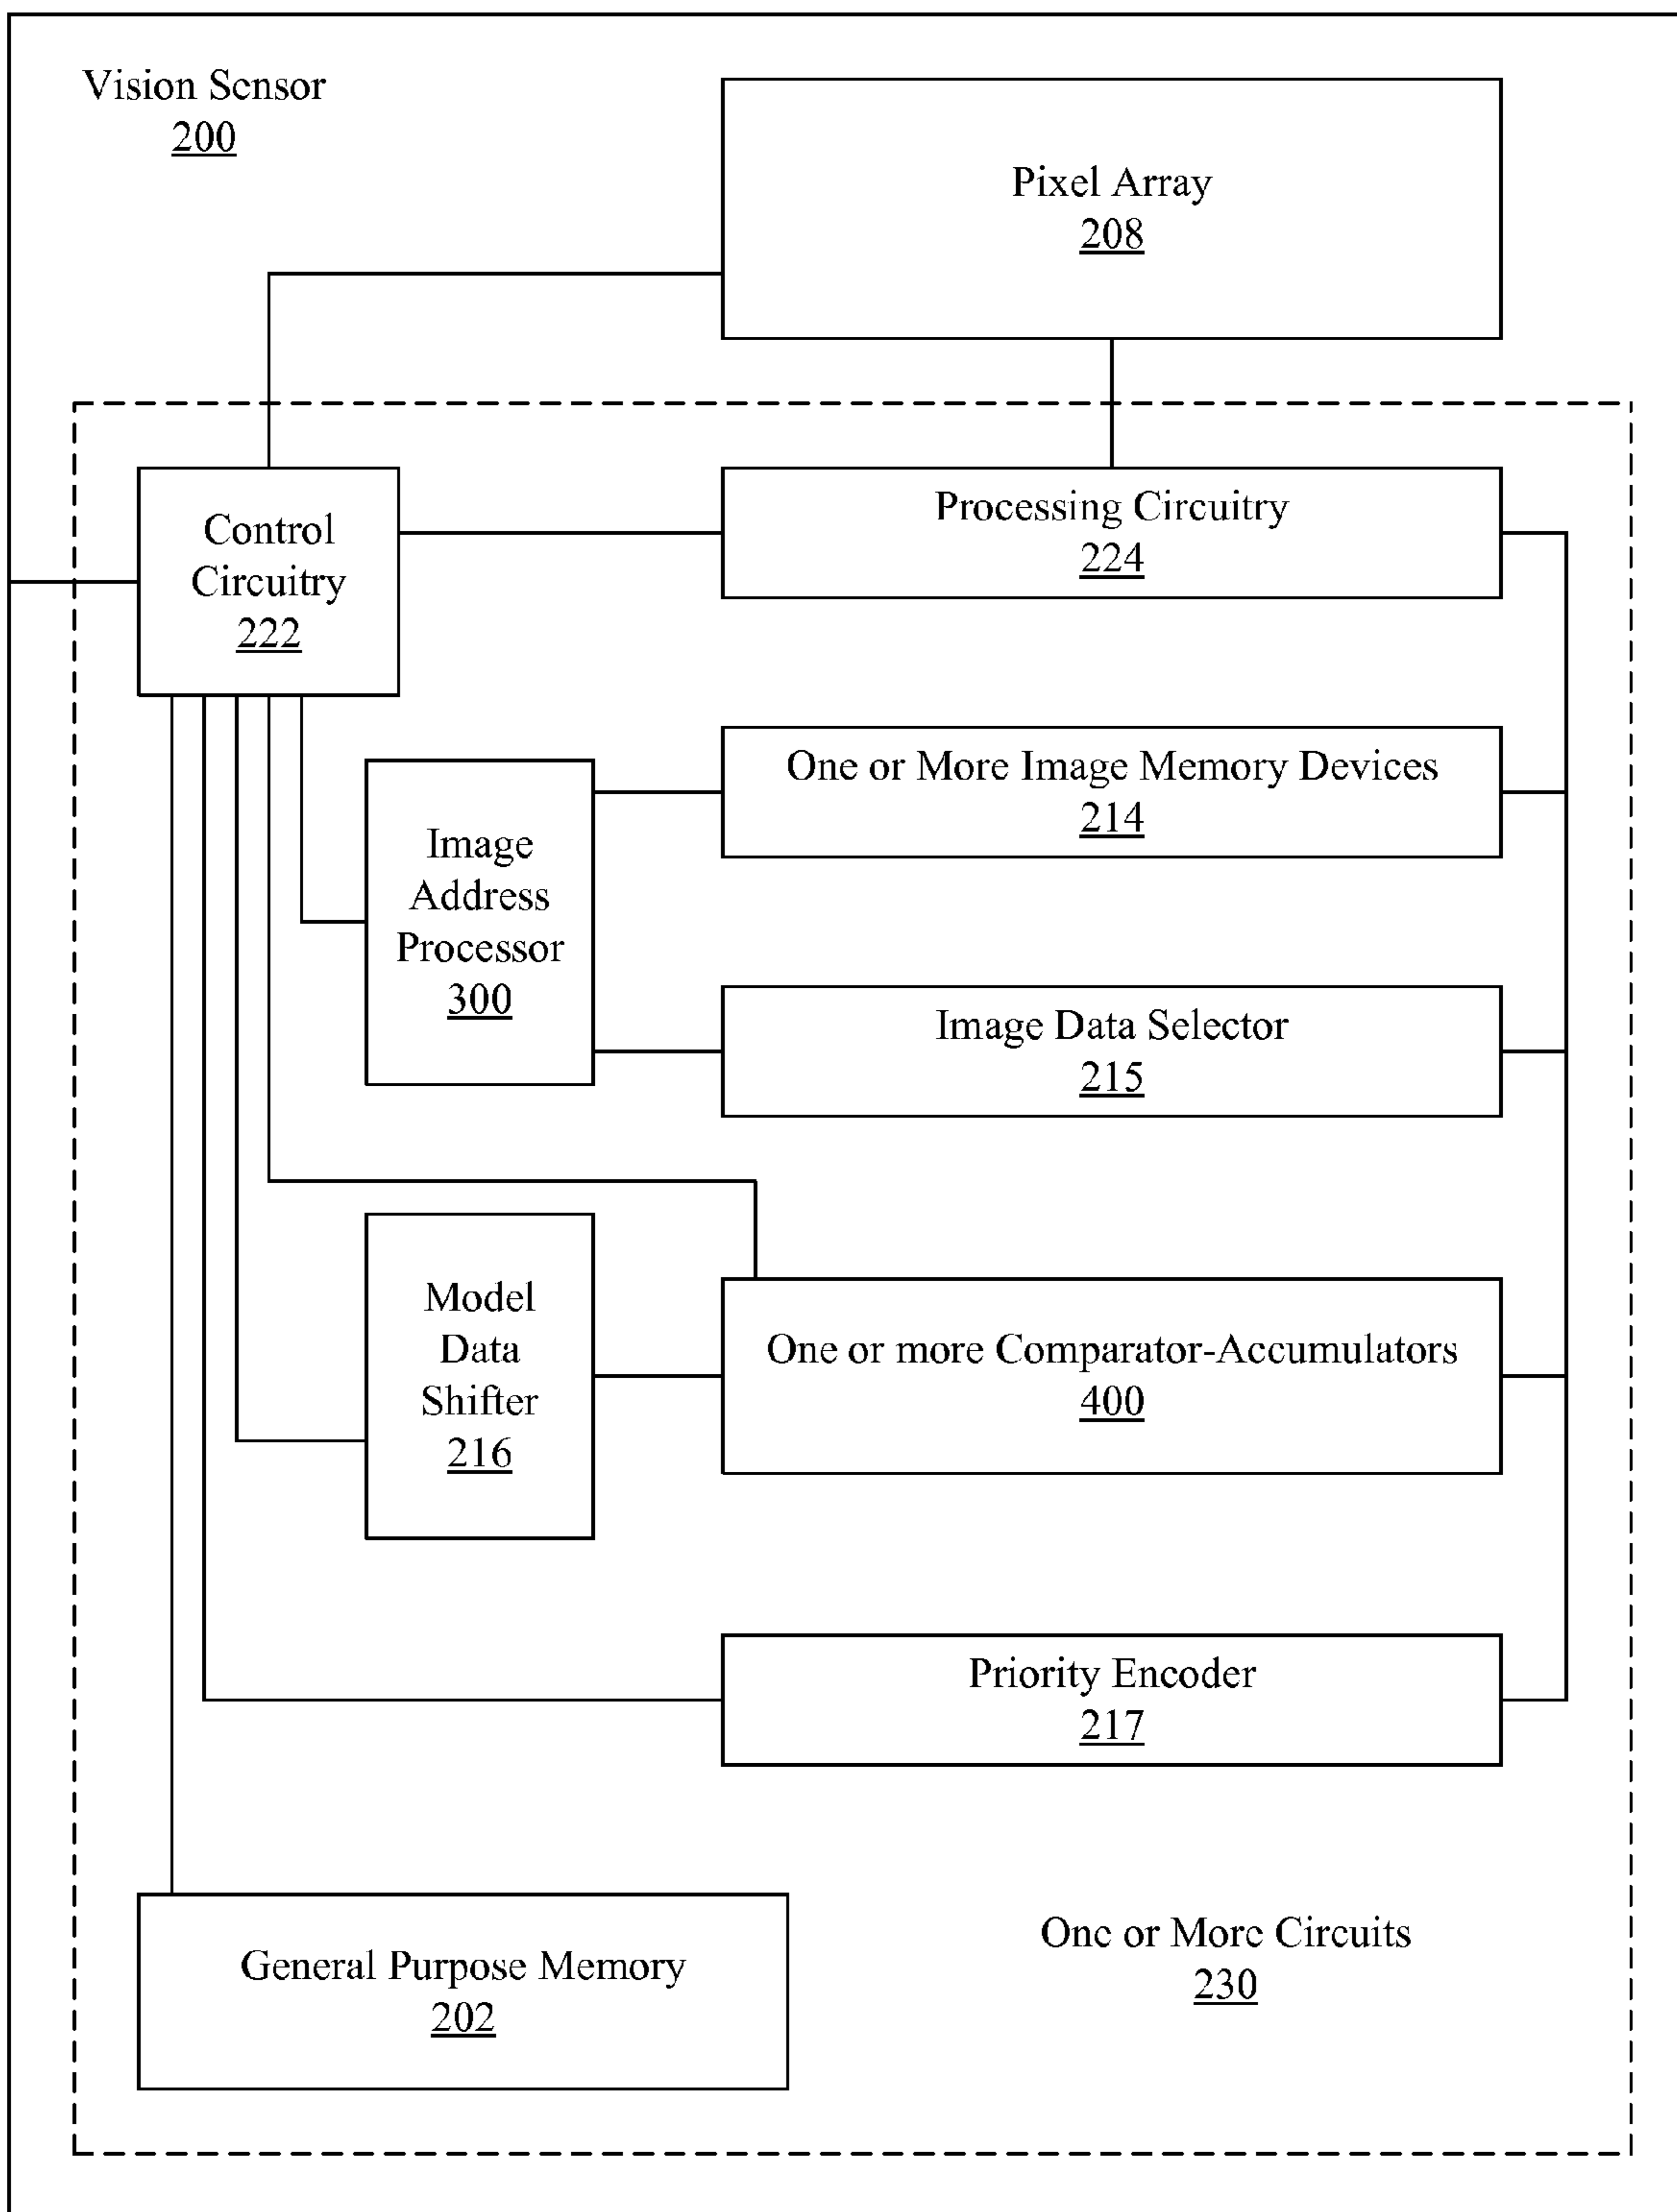 Vision Sensor
200
Pixel Array
208
Control
Circuitry
222
Processing Circuitry
224
One or More Image Memory Devices
214
Image
Address
Processor
300
Image Data Selector
215
Model
Data
Shifter
216
One or more Comparator-Accumulators
400
Priority Encoder
217
General Purpose Memory
202
One or More Circuits
230